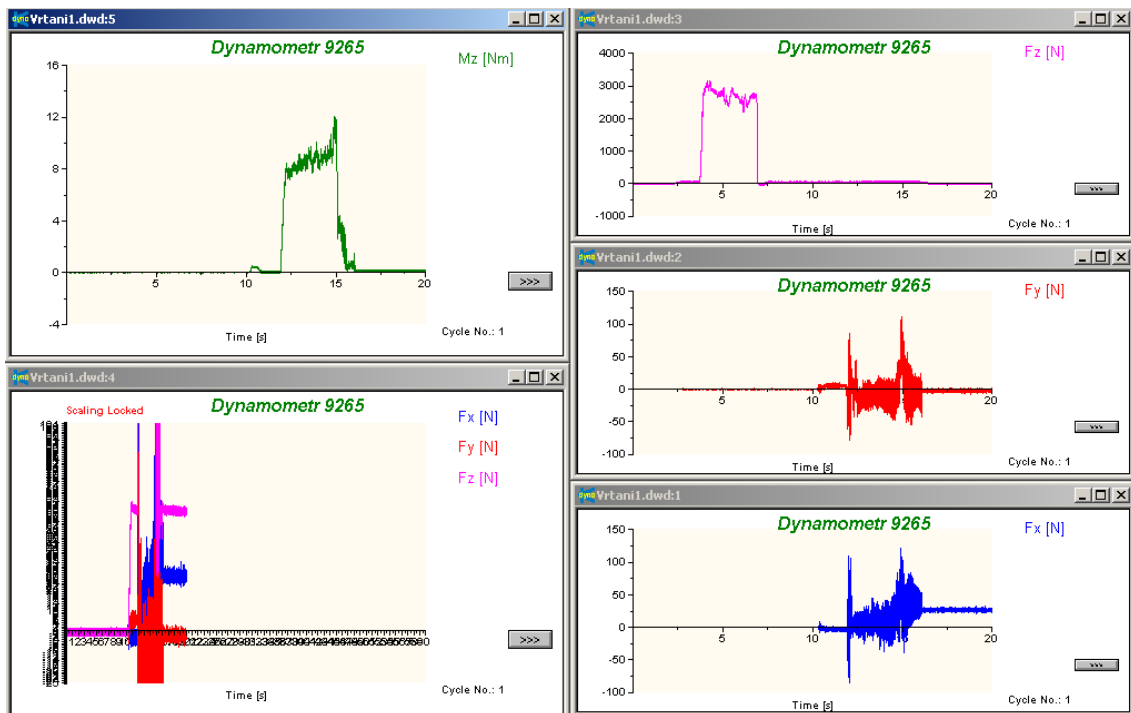 Vrtani1.dwd:5
Dynamometr 9265
Mz [Nm]
16
12
8
4
0
-4
5
10
15
20
>>>
Time [s]
Cycle No.: 1
Vrtani1.dwd:3
Dynamometr 9265
Fz [N]
4000
3000
2000
1000
0
-1000
5
10
15
20
>>>
Time [s]
Cycle No.: 1
Vrtani1.dwd:2
Dynamometr 9265
Fy [N]
150
100
50
0
-50
-100
5
10
15
20
>>>
Time [s]
Cycle No.: 1
Vrtani1.dwd:4
Scaling Locked
Dynamometr 9265
Fx [N]
Fy [N]
Fz [N]
>>>
Time [s]
Cycle No.: 1
Vrtani1.dwd:1
Dynamometr 9265
Fx [N]
150
100
50
0
-50
-100
5
10
15
20
>>>
Time [s]
Cycle No.: 1